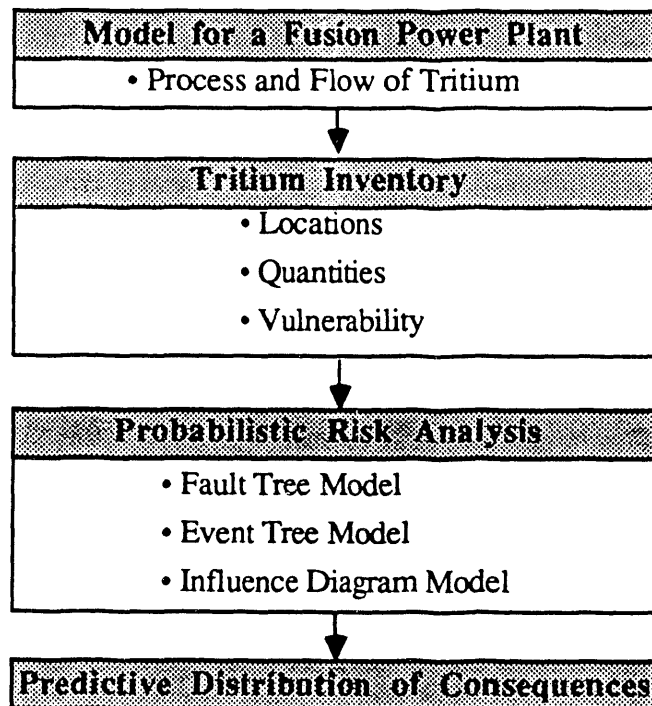 Model for a Fusion Power Plant
• Process and Flow of Tritium
Tritium Inventory
• Locations
• Quantities
• Vulnerability
Probabilistic Risk Analysis
• Fault Tree Model
• Event Tree Model
• Influence Diagram Model
Predictive Distribution of Consequences